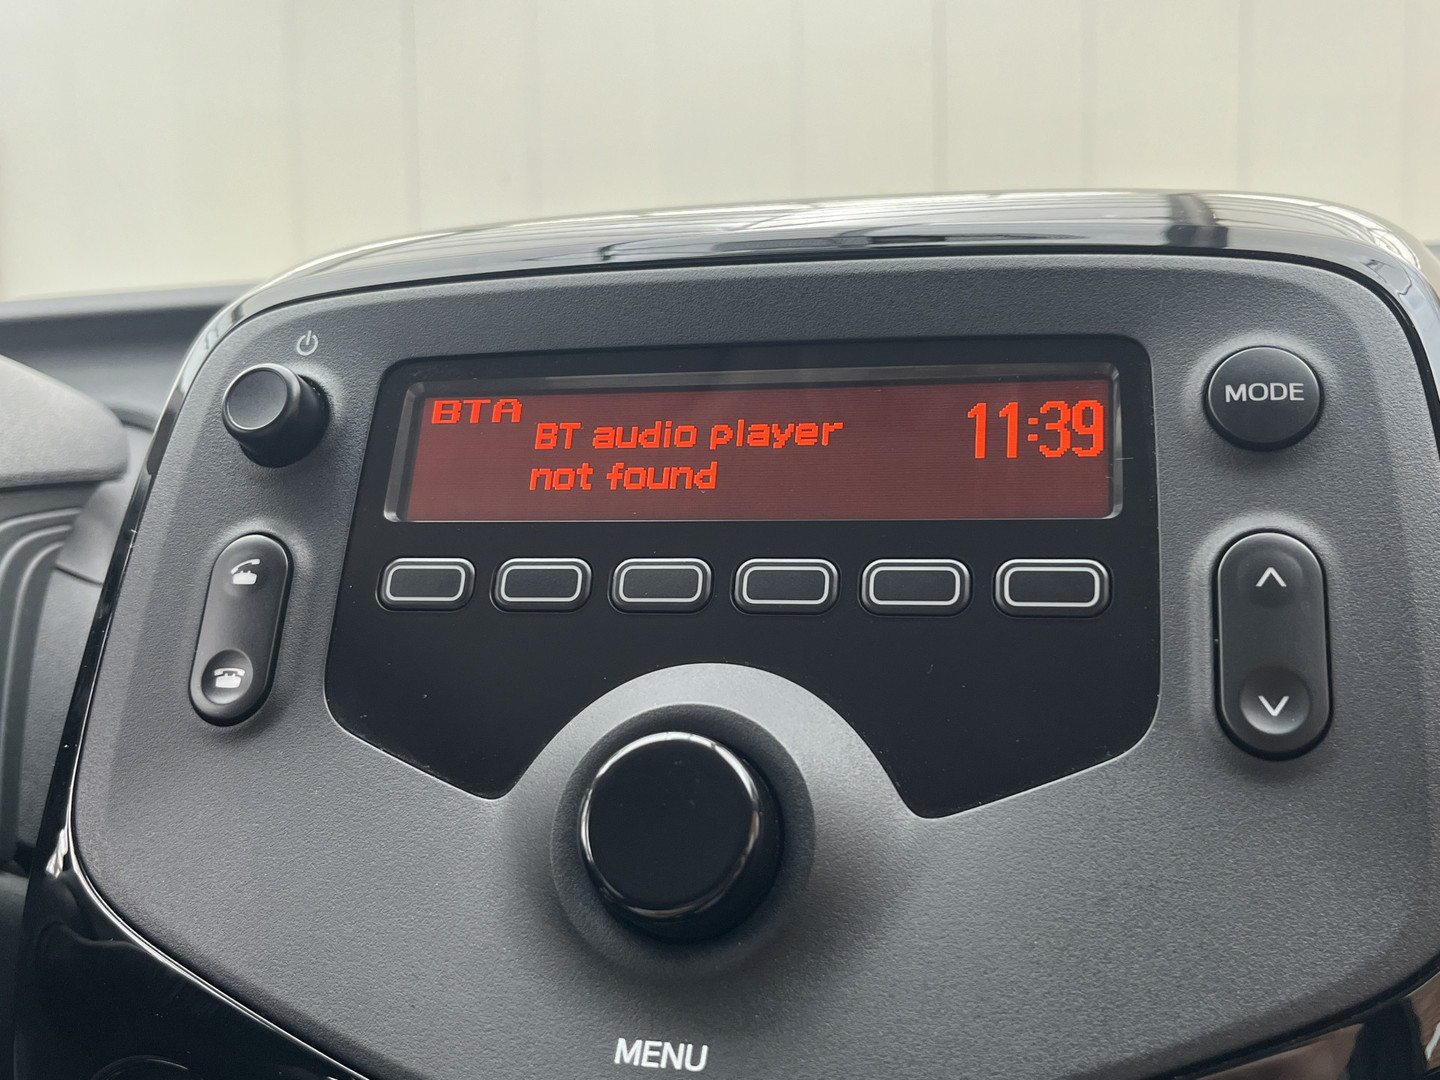 BTA
BT audio player
not found
11:39
MODE
MENU